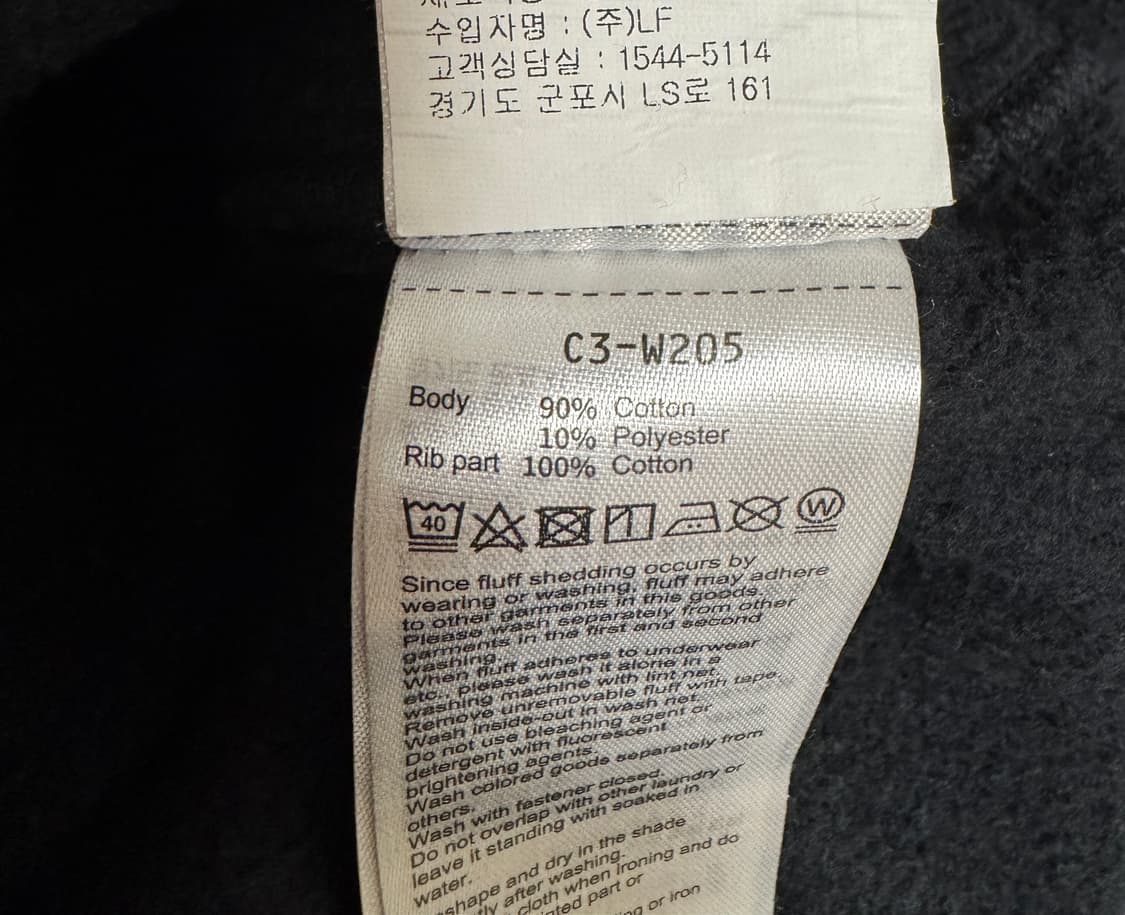 수입자명 : (주)LF
고객상담실 : 1544-5114
경기도 군포시 LS로 161
C3-W205
Body 90% Cotton
10% Polyester
Rib part 100% Cotton
40
W
Since fluff shedding occurs by
wearing or washing, fluff may adhere
to other garments in this goods.
Please wash separately from other
garments in the first and second
washing.
When fluff adheres to underwear
etc., please wash it alone in a
washing machine with lint net.
Remove unremovable fluff with tape.
Wash inside-out in wash net.
Do not use bleaching agent or
detergent with fluorescent
brightening agents.
Wash colored goods separately from
others.
Wash with fastener closed.
Do not overlap with other laundry or
leave it standing with soaked in
water.
shape and dry in the shade
after washing.
cloth when ironing and do
part or
or iron